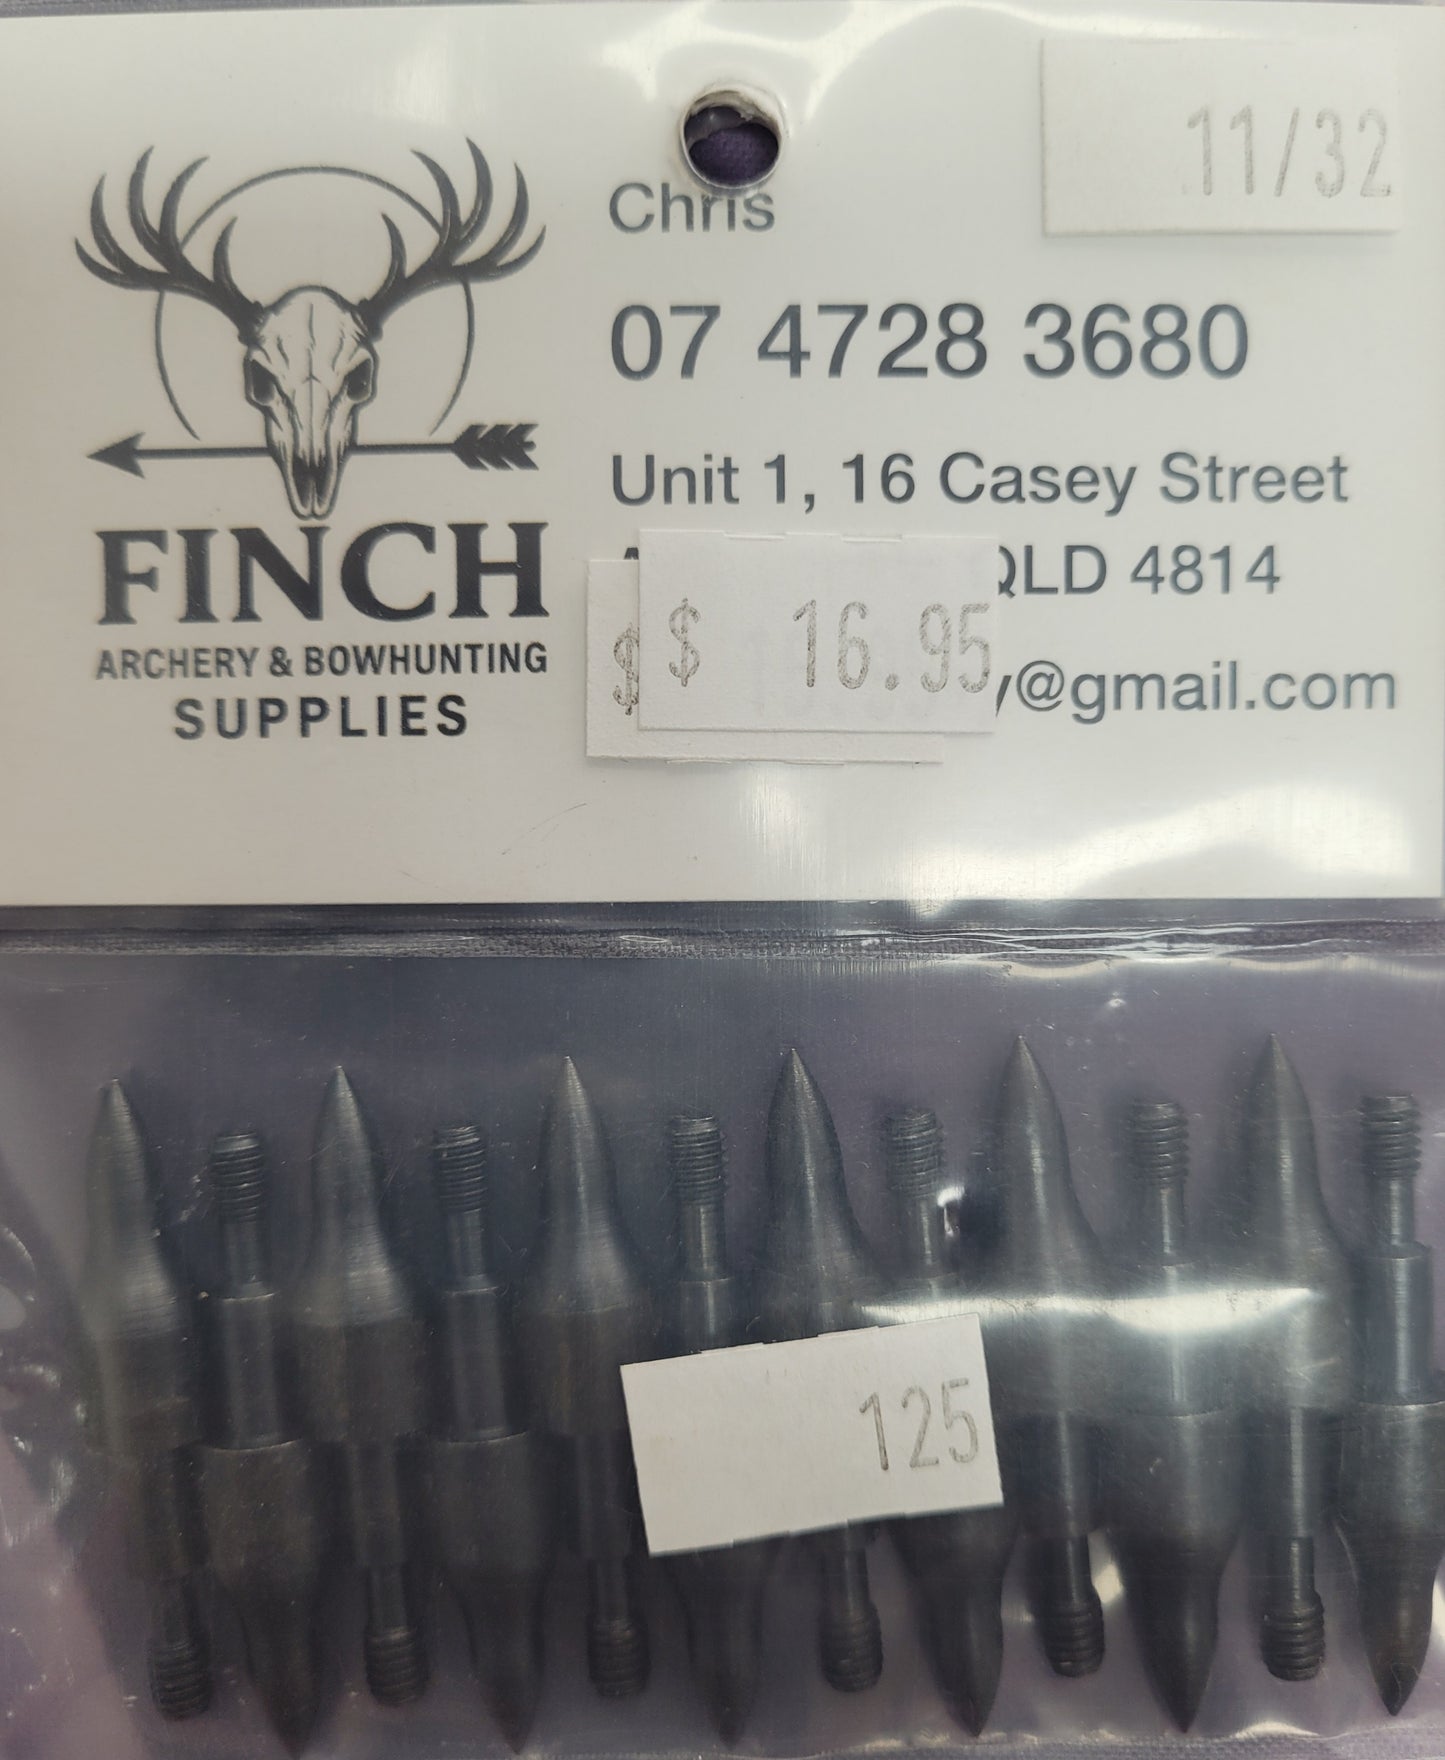 11/32
Chris
07 4728 3680
Unit 1, 16 Casey Street
QLD 4814
$ $ 16.95
y@gmail.com
FINCH
ARCHERY & BOWHUNTING
SUPPLIES
125